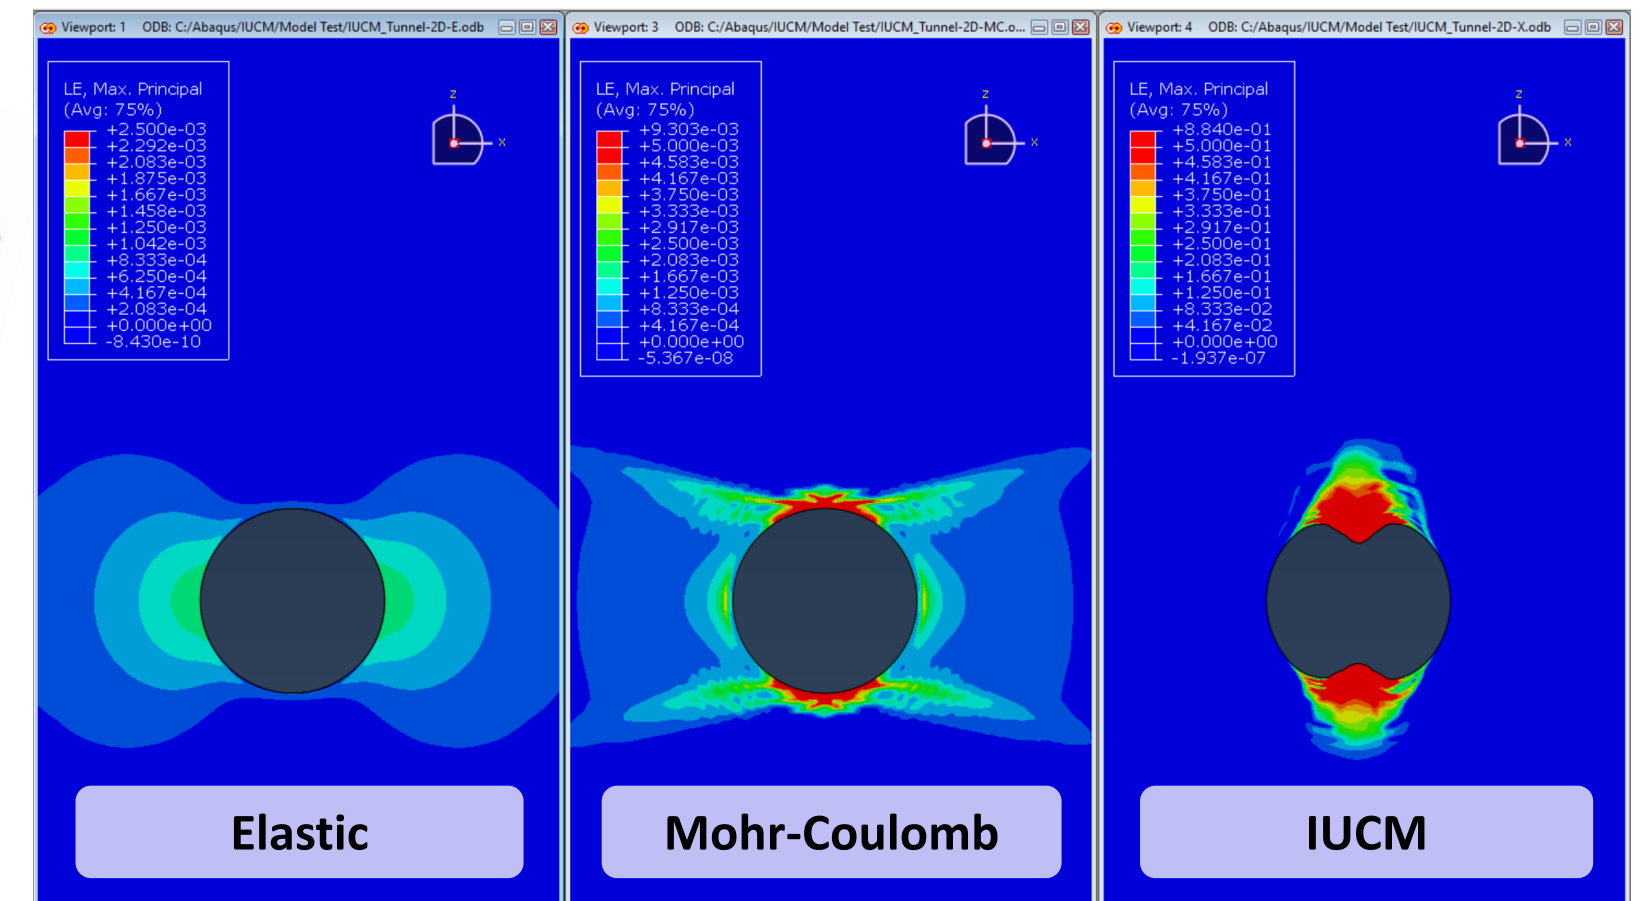 Viewport: 1 ODB: C:/Abaqus/IUCM/Model Test/IUCM_Tunnel-2D-E.odb
LE, Max. Principal
(Avg: 75%)
+2.500e-03
+2.292e-03
+2.083e-03
+1.875e-03
+1.667e-03
+1.458e-03
+1.250e-03
+1.042e-03
+8.333e-04
+6.250e-04
+4.167e-04
+2.083e-04
+0.000e+00
-8.430e-10
z
x
Elastic
Viewport: 3 ODB: C:/Abaqus/IUCM/Model Test/IUCM_Tunnel-2D-MC.o...
LE, Max. Principal
(Avg: 75%)
+9.303e-03
+5.000e-03
+4.583e-03
+4.167e-03
+3.750e-03
+3.333e-03
+2.917e-03
+2.500e-03
+2.083e-03
+1.667e-03
+1.250e-03
+8.333e-04
+4.167e-04
+0.000e+00
-5.367e-08
z
x
Mohr-Coulomb
Viewport: 4 ODB: C:/Abaqus/IUCM/Model Test/IUCM_Tunnel-2D-X.odb
LE, Max. Principal
(Avg: 75%)
+8.840e-01
+5.000e-01
+4.583e-01
+4.167e-01
+3.750e-01
+3.333e-01
+2.917e-01
+2.500e-01
+2.083e-01
+1.667e-01
+1.250e-01
+8.333e-02
+4.167e-02
+0.000e+00
-1.937e-07
z
x
IUCM